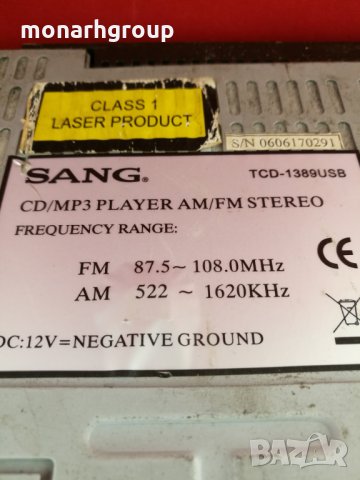 monarhgroup
CLASS 1
LASER PRODUCT
S/N 0606170291
SANG®
TCD-1389USB
CD/MP3 PLAYER AM/FM STEREO
FREQUENCY RANGE:
CE
FM 87.5~ 108.0MHz
AM 522 ~ 1620KHz
DC:12V=NEGATIVE GROUND
BAZAR